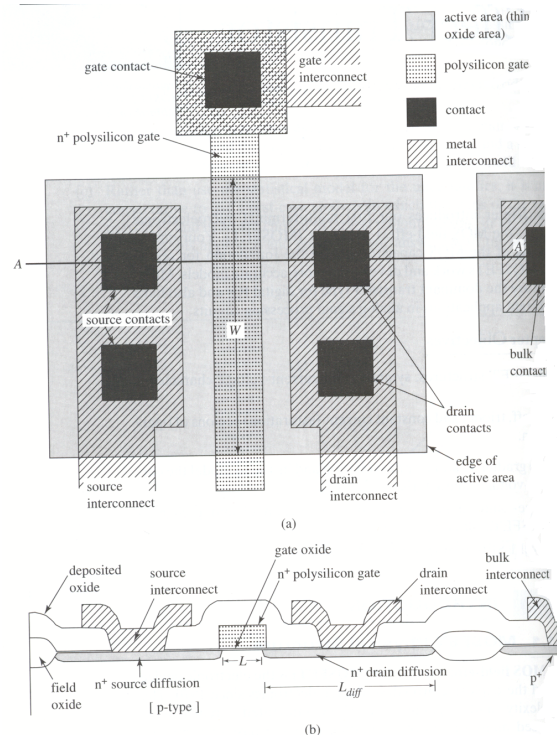 active area (thin
oxide area)
gate contact
gate
interconnect
polysilicon gate
contact
n+ polysilicon gate
metal
interconnect
A
A
source contacts
W
bulk
contact
drain
contacts
edge of
active area
source
interconnect
drain
interconnect
(a)
gate oxide
deposited
oxide
source
interconnect
n+ polysilicon gate
drain
interconnect
bulk
interconnect
L
n+ source diffusion
n+ drain diffusion
p+
field
oxide
[ p-type ]
Ldiff
(b)